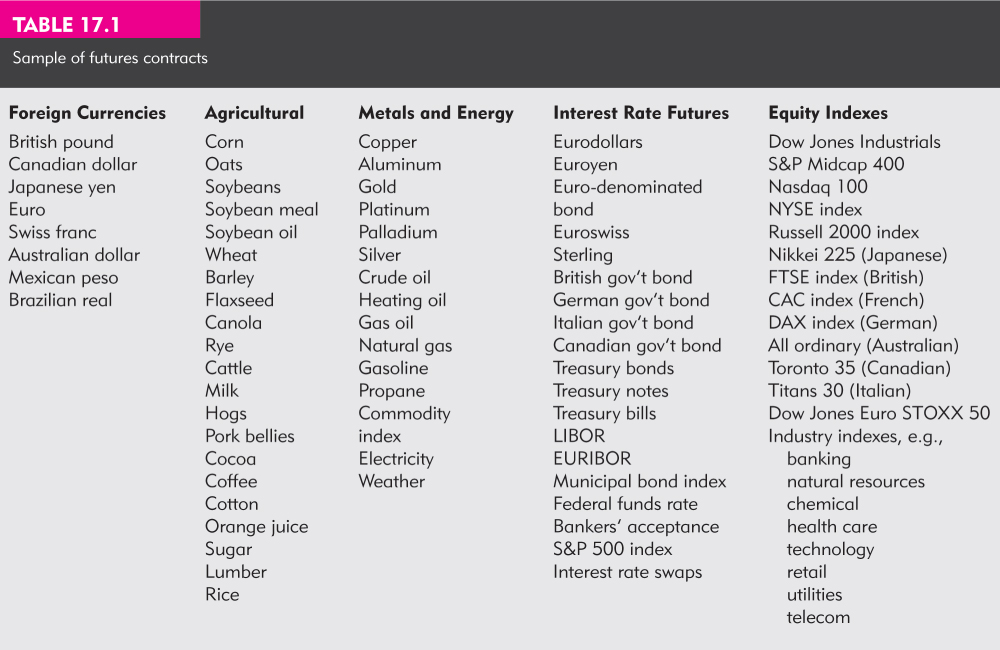 TABLE 17.1
Sample of futures contracts
Foreign Currencies
British pound
Canadian dollar
Japanese yen
Euro
Swiss franc
Australian dollar
Mexican peso
Brazilian real
Agricultural
Corn
Oats
Soybeans
Soybean meal
Soybean oil
Wheat
Barley
Flaxseed
Canola
Rye
Cattle
Milk
Hogs
Pork bellies
Cocoa
Coffee
Cotton
Orange juice
Sugar
Lumber
Rice
Metals and Energy
Copper
Aluminum
Gold
Platinum
Palladium
Silver
Crude oil
Heating oil
Gas oil
Natural gas
Gasoline
Propane
Commodity
index
Electricity
Weather
Interest Rate Futures
Eurodollars
Euroyen
Euro-denominated
bond
Euroswiss
Sterling
British gov't bond
German gov't bond
Italian gov't bond
Canadian gov't bond
Treasury bonds
Treasury notes
Treasury bills
LIBOR
EURIBOR
Municipal bond index
Federal funds rate
Bankers' acceptance
S&P 500 index
Interest rate swaps
Equity Indexes
Dow Jones Industrials
S&P Midcap 400
Nasdaq 100
NYSE index
Russell 2000 index
Nikkei 225 (Japanese)
FTSE index (British)
CAC index (French)
DAX index (German)
All ordinary (Australian)
Toronto 35 (Canadian)
Titans 30 (Italian)
Dow Jones Euro STOXX 50
Industry indexes, e.g.,
banking
natural resources
chemical
health care
technology
retail
utilities
telecom